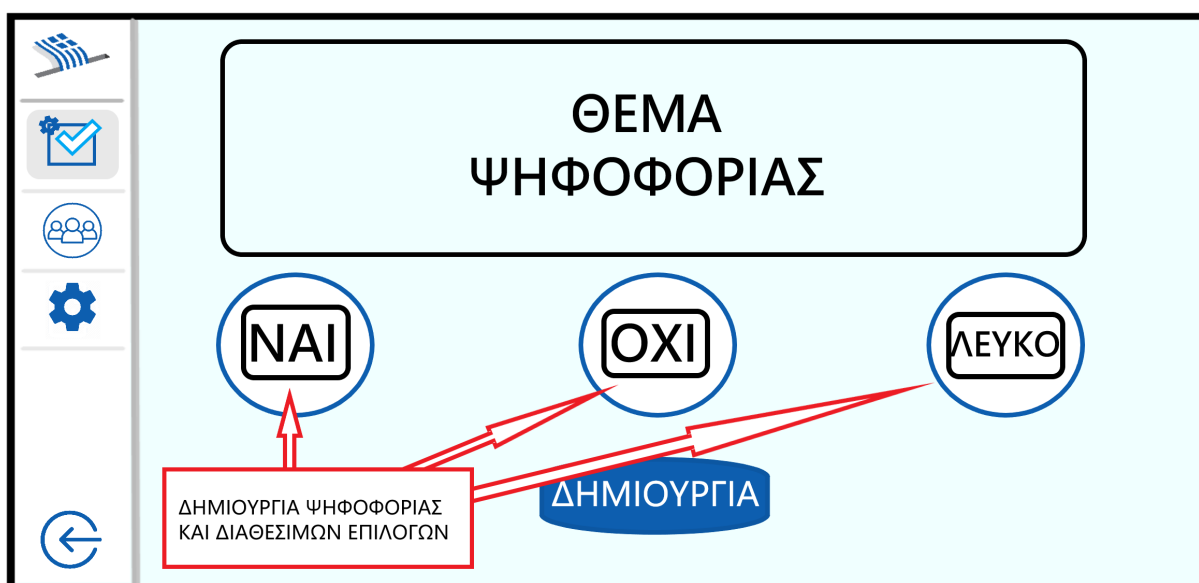 ΘΕΜΑ
ΨΗΦΟΦΟΡΙΑΣ
ΝΑΙ
ΟΧΙ
ΛΕΥΚΟ
ΔΗΜΙΟΥΡΓΙΑ
ΔΗΜΙΟΥΡΓΙΑ ΨΗΦΟΦΟΡΙΑΣ
ΚΑΙ ΔΙΑΘΕΣΙΜΩΝ ΕΠΙΛΟΓΩΝ